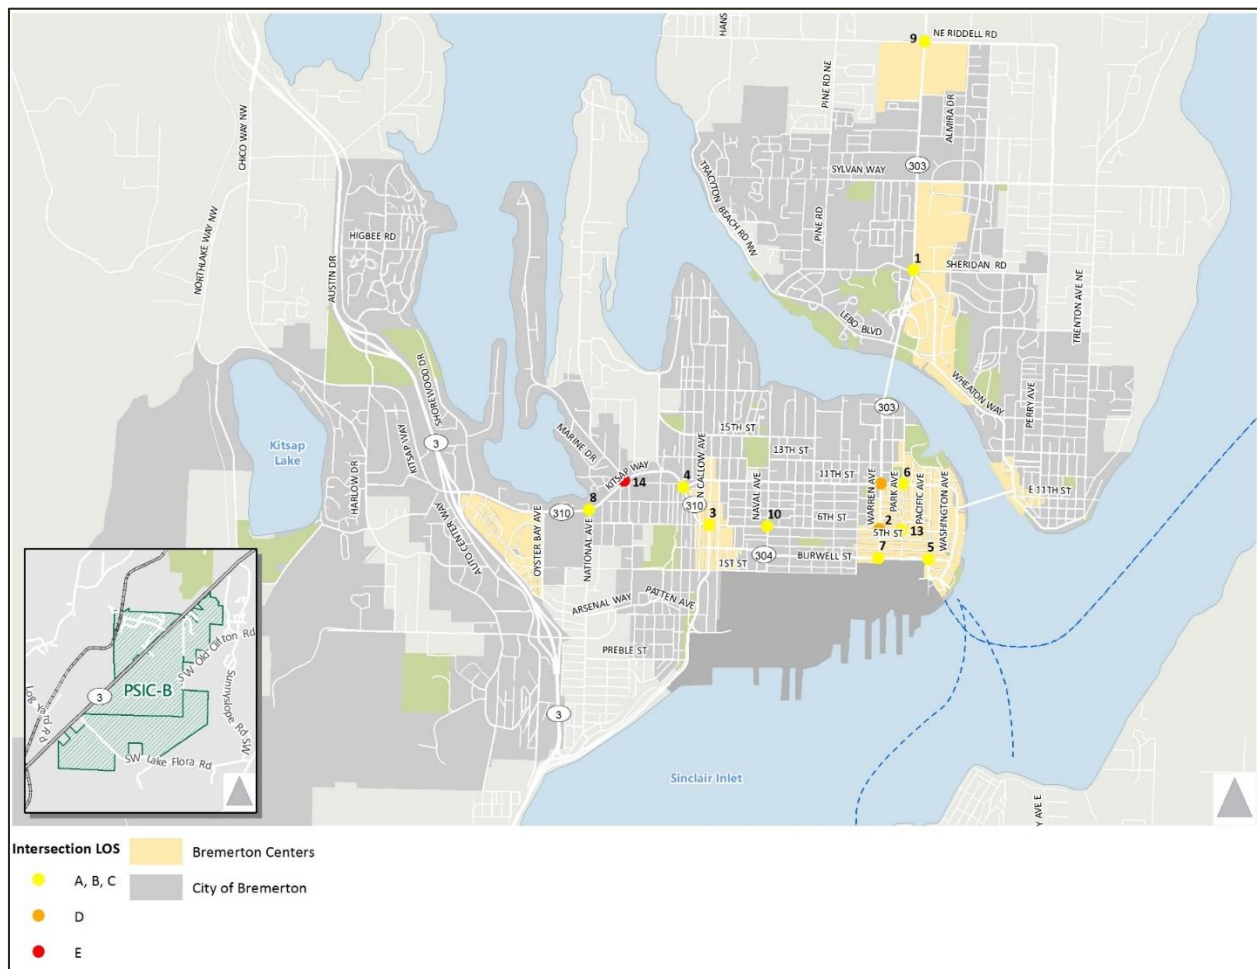 HANS
9
NE RIDDELL RD
PINE RD NE
ALMIRA DR
CHICO WAY NW
303
SYLVAN WAY
TRACYTON BEACH RD NW
PINE RD
HIGBEE RD
NORTHLAKE WAY NW
AUSTIN DR
1
SHERIDAN RD
TRENTON AVE NE
LEBO BLVD
SHOREWOOD DR
WHEATON WAY
PERRY AVE
303
Kitsap
Lake
KITSAP WAY
3
MARINE DR
15TH ST
N CALLOW AVE
13TH ST
HARLOW DR
KITSAP WAY
14
4
NAVAL AVE
11TH ST
WARREN AVE
PARK AVE
6
PACIFIC AVE
WASHINGTON AVE
E 11TH ST
310
8
310
3
10
6TH ST
2
5TH ST
13
AUTO CENTER WAY
OYSTER BAY AVE
NATIONAL AVE
1ST ST
304
BURWELL ST
7
5
ARSENAL WAY
PATTEN AVE
PREBLE ST
3
Sinclair Inlet
Y AVE E
SW Old Clifton Rd
PSIC-B
3
Sunnyslope Rd SW
SW Lake Flora Rd
Intersection LOS
A, B, C
D
E
Bremerton Centers
City of Bremerton